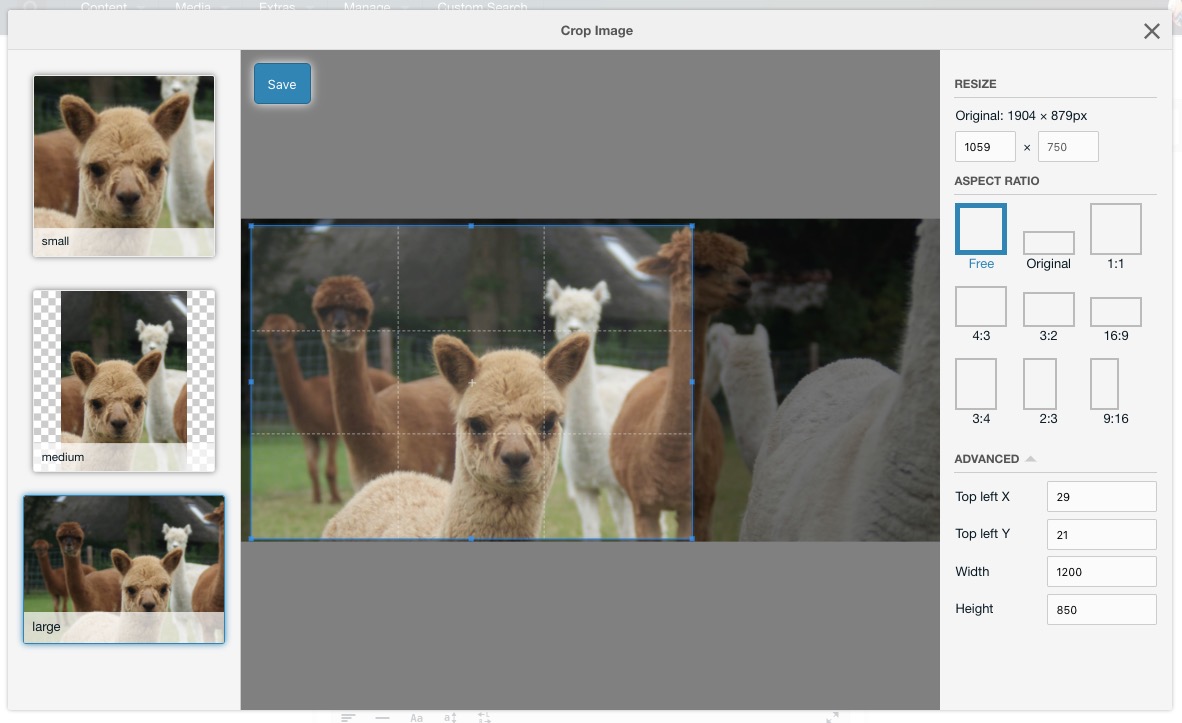 Content
Media
Extras
Manage
Custom Search
Crop Image
small
medium
large
Save
RESIZE
Original: 1904 × 879px
1059 × 750
ASPECT RATIO
Free Original 1:1
4:3 3:2 16:9
3:4 2:3 9:16
ADVANCED
Top left X 29
Top left Y 21
Width 1200
Height 850
Aa